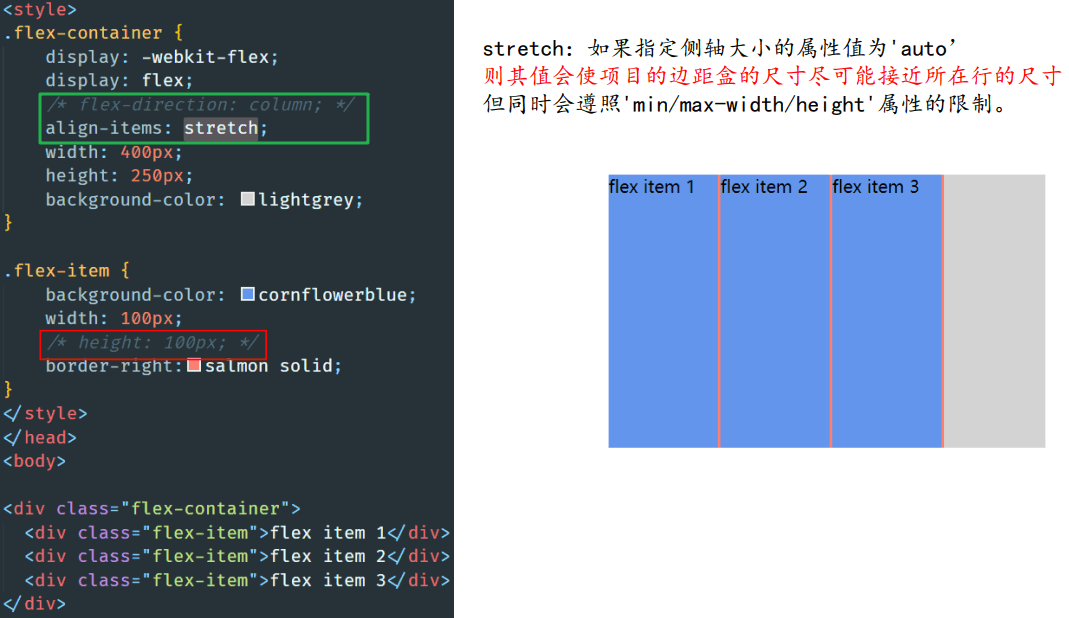 <style>
.flex-container {
    display: -webkit-flex;
    display: flex;
    /* flex-direction: column; */
    align-items: stretch;
    width: 400px;
    height: 250px;
    background-color: lightgrey;
}

.flex-item {
    background-color: cornflowerblue;
    width: 100px;
    /* height: 100px; */
    border-right: salmon solid;
}
</style>
</head>
<body>

<div class="flex-container">
  <div class="flex-item">flex item 1</div>
  <div class="flex-item">flex item 2</div>
  <div class="flex-item">flex item 3</div>
</div>
stretch: 如果指定侧轴大小的属性值为'auto’
则其值会使项目的边距盒的尺寸尽可能接近所在行的尺寸
但同时会遵照'min/max-width/height'属性的限制。
flex item 1
flex item 2
flex item 3